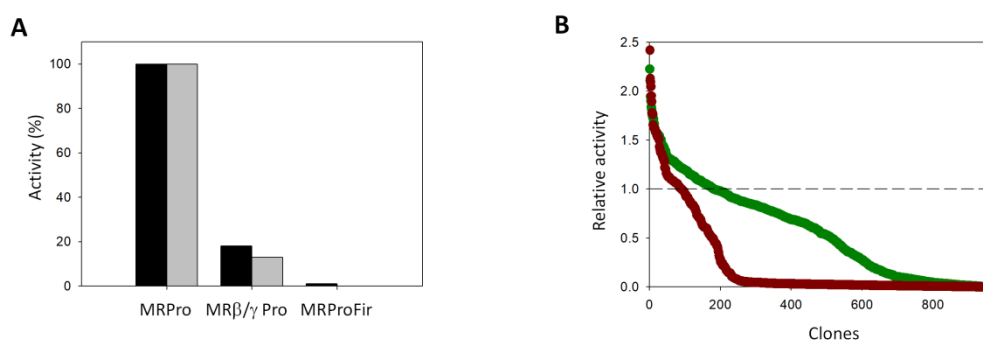 A
Activity (%)
100
80
60
40
20
0
MRPro
MRβ/γ Pro
MRProFir
B
Relative activity
2.5
2.0
1.5
1.0
0.5
0.0
0
200
400
600
800
Clones